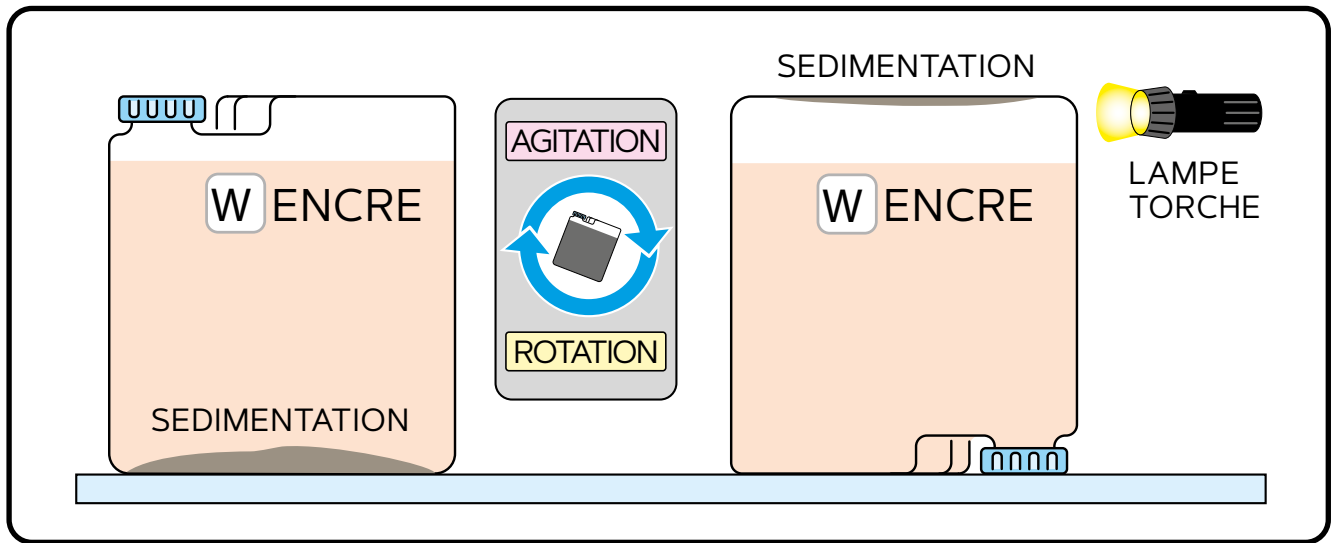 W ENCRE
SEDIMENTATION
AGITATION
ROTATION
SEDIMENTATION
W ENCRE
LAMPE
TORCHE